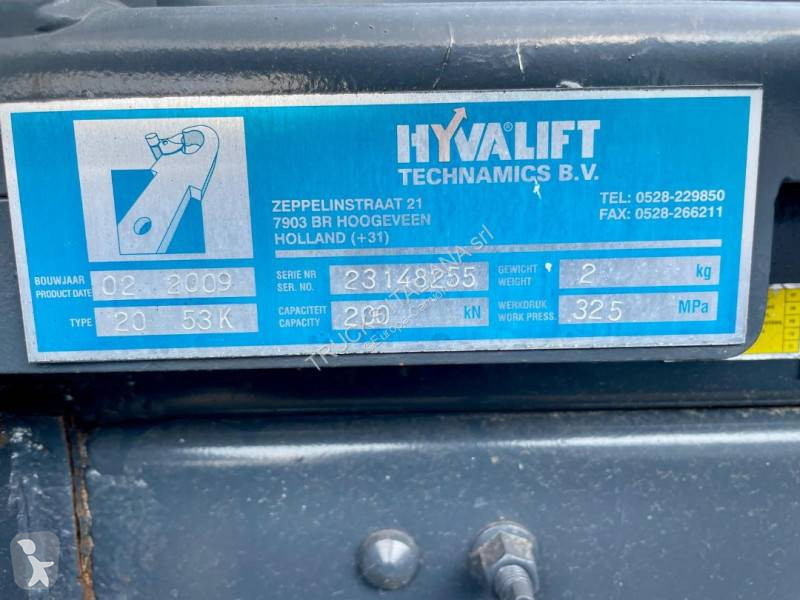 HYVALIFT®
TECHNAMICS B.V.
ZEPPELINSTRAAT 21
7903 BR HOOGEVEEN
HOLLAND (+31)
TEL: 0528-229850
FAX: 0528-266211
BOUWJAAR
PRODUCT DATE
02 2009
SERIE NR
SER. NO.
23148255
GEWICHT
WEIGHT
2 kg
TYPE
20 53K
CAPACITEIT
CAPACITY
200 kN
WERKDRUK
WORK PRESS.
325 MPa